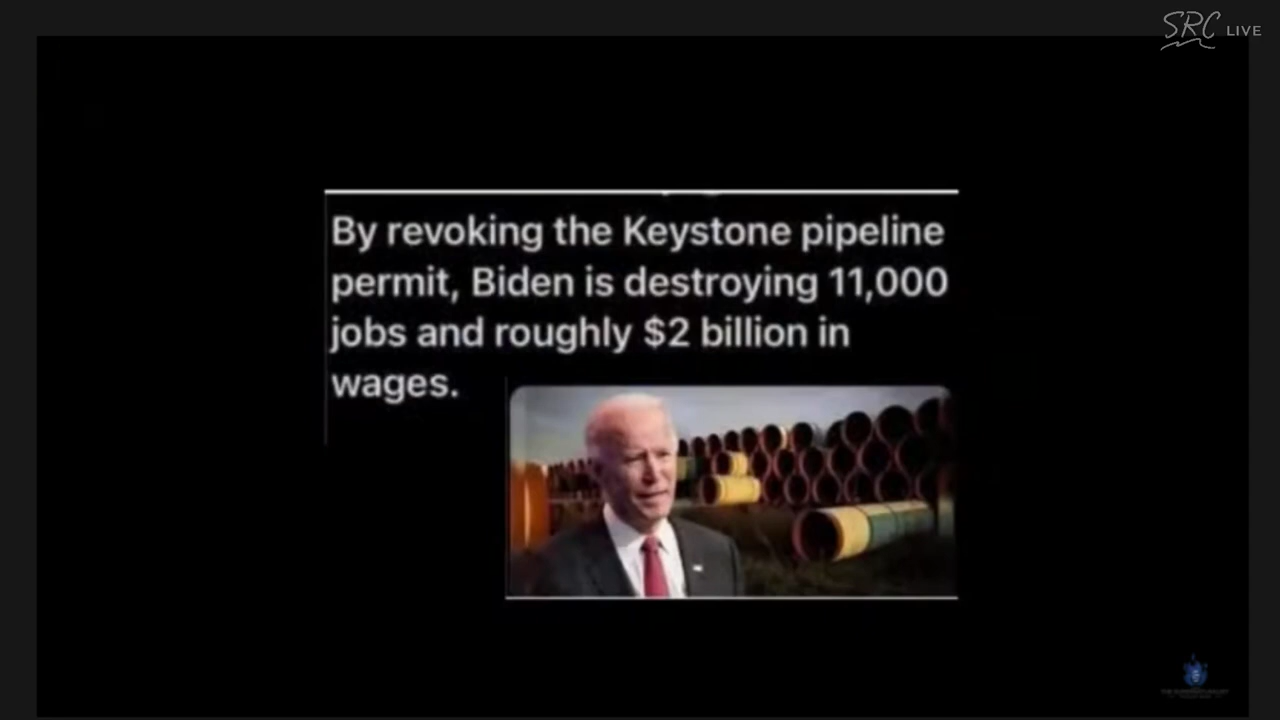 SRC LIVE
By revoking the Keystone pipeline
permit, Biden is destroying 11,000
jobs and roughly $2 billion in
wages.